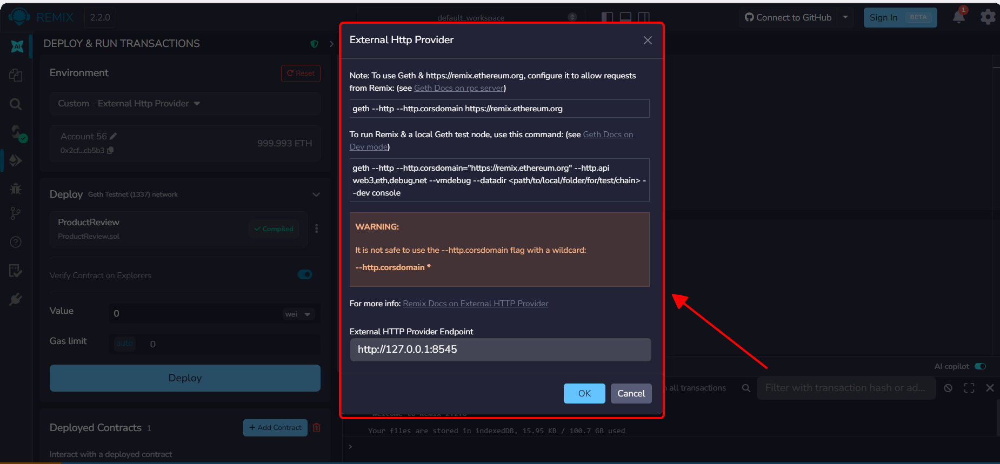 REMIX
2.2.0
default_workspace
Connect to GitHub
Sign In
BETA
1
AI
DEPLOY & RUN TRANSACTIONS
Environment
Reset
Custom - External Http Provider
Account 56
0x2cf...cb5b3
999.993 ETH
Deploy
Geth Testnet (1337) network
ProductReview
ProductReview.sol
Compiled
Verify Contract on Explorers
Value
0
wei
Gas limit
auto
0
Deploy
Deployed Contracts 1
+ Add Contract
Interact with a deployed contract
External Http Provider
Note: To use Geth & https://remix.ethereum.org, configure it to allow requests
from Remix: (see Geth Docs on rpc server)
geth --http --http.corsdomain https://remix.ethereum.org
To run Remix & a local Geth test node, use this command: (see Geth Docs on
Dev mode)
geth --http --http.corsdomain="https://remix.ethereum.org" --http.api
web3,eth,debug,net --vmdebug --datadir <path/to/local/folder/for/test/chain> -
-dev console
WARNING:
It is not safe to use the --http.corsdomain flag with a wildcard:
--http.corsdomain *
For more info: Remix Docs on External HTTP Provider
External HTTP Provider Endpoint
http://127.0.0.1:8545
OK
Cancel
AI copilot
all transactions
Filter with transaction hash or ad...
Welcome to Remix 2.2.0
Your files are stored in indexedDB, 15.95 KB / 100.7 GB used
>